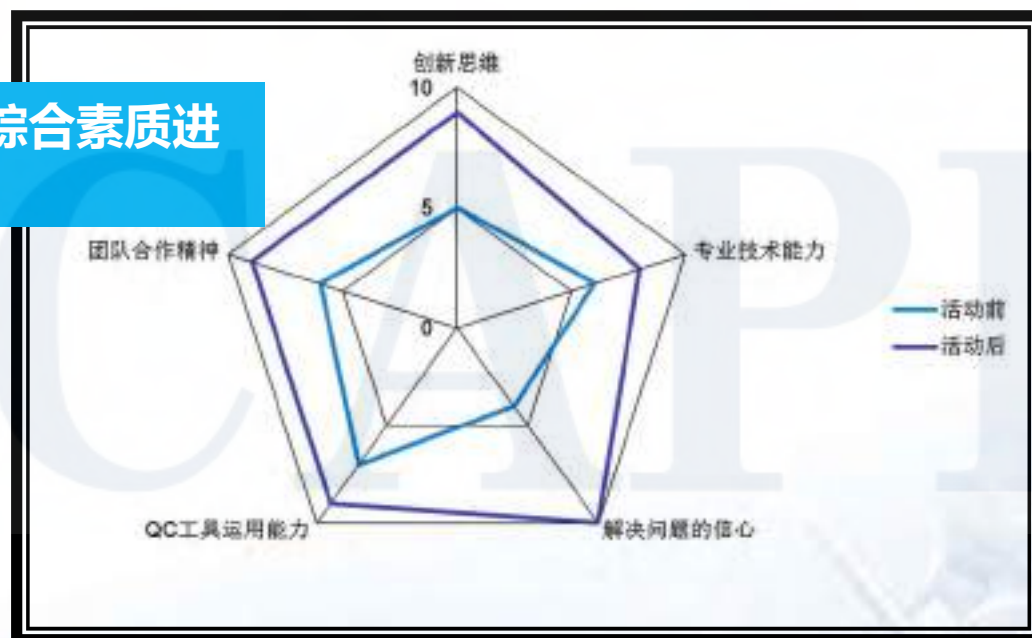 综合素质进
创新思维
10
5
0
团队合作精神
专业技术能力
QC工具运用能力
解决问题的信心
活动前
活动后
CAPI